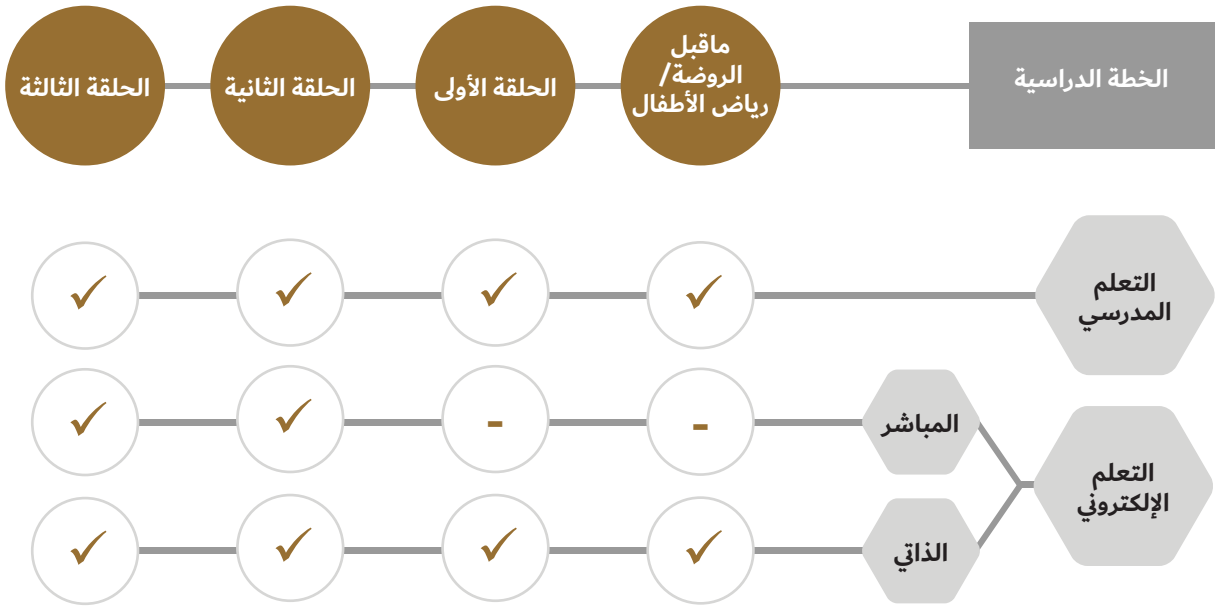 الخطة الدراسية
ماقبل
الروضة/
رياض الأطفال
الحلقة الأولى
الحلقة الثانية
الحلقة الثالثة
التعلم
المدرسي
✓
✓
✓
✓
التعلم
الإلكتروني
المباشر
-
-
✓
✓
الذاتي
✓
✓
✓
✓